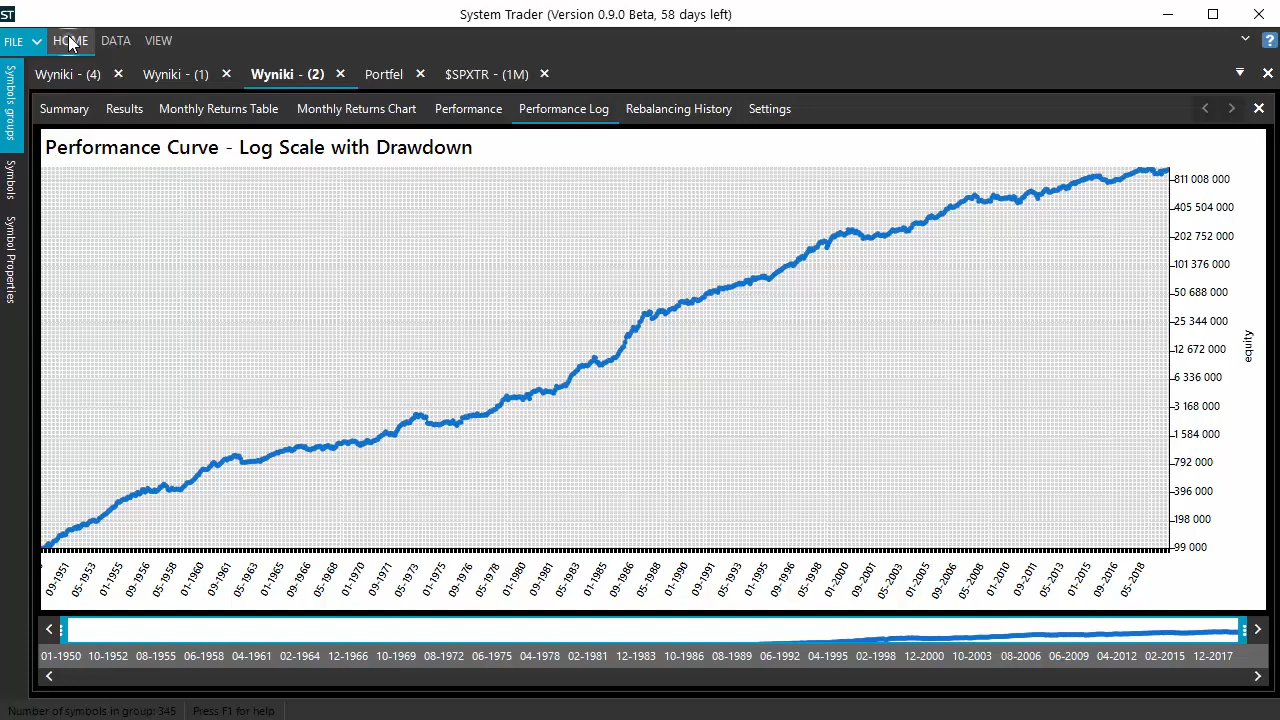 ST System Trader (Version 0.9.0 Beta, 58 days left)
FILE HOME DATA VIEW ?
Symbols groups
Symbols
Symbol Properties
Wyniki - (4) Wyniki - (1) Wyniki - (2) Portfel $SPXTR - (1M)
Summary Results Monthly Returns Table Monthly Returns Chart Performance Performance Log Rebalancing History Settings
Performance Curve - Log Scale with Drawdown
811 008 000
405 504 000
202 752 000
101 376 000
50 688 000
25 344 000
12 672 000
6 336 000
3 168 000
1 584 000
792 000
396 000
198 000
99 000
equity
09-1951 05-1953 01-1955 09-1956 05-1958 01-1960 09-1961 05-1963 01-1965 09-1966 05-1968 01-1970 09-1971 05-1973 01-1975 09-1976 05-1978 01-1980 09-1981 05-1983 01-1985 09-1986 05-1988 01-1990 09-1991 05-1993 01-1995 09-1996 05-1998 01-2000 09-2001 05-2003 01-2005 09-2006 05-2008 01-2010 09-2011 05-2013 01-2015 09-2016 05-2018
01-1950 10-1952 08-1955 06-1958 04-1961 02-1964 12-1966 10-1969 08-1972 06-1975 04-1978 02-1981 12-1983 10-1986 08-1989 06-1992 04-1995 02-1998 12-2000 10-2003 08-2006 06-2009 04-2012 02-2015 12-2017
Number of symbols in group: 345 Press F1 for help